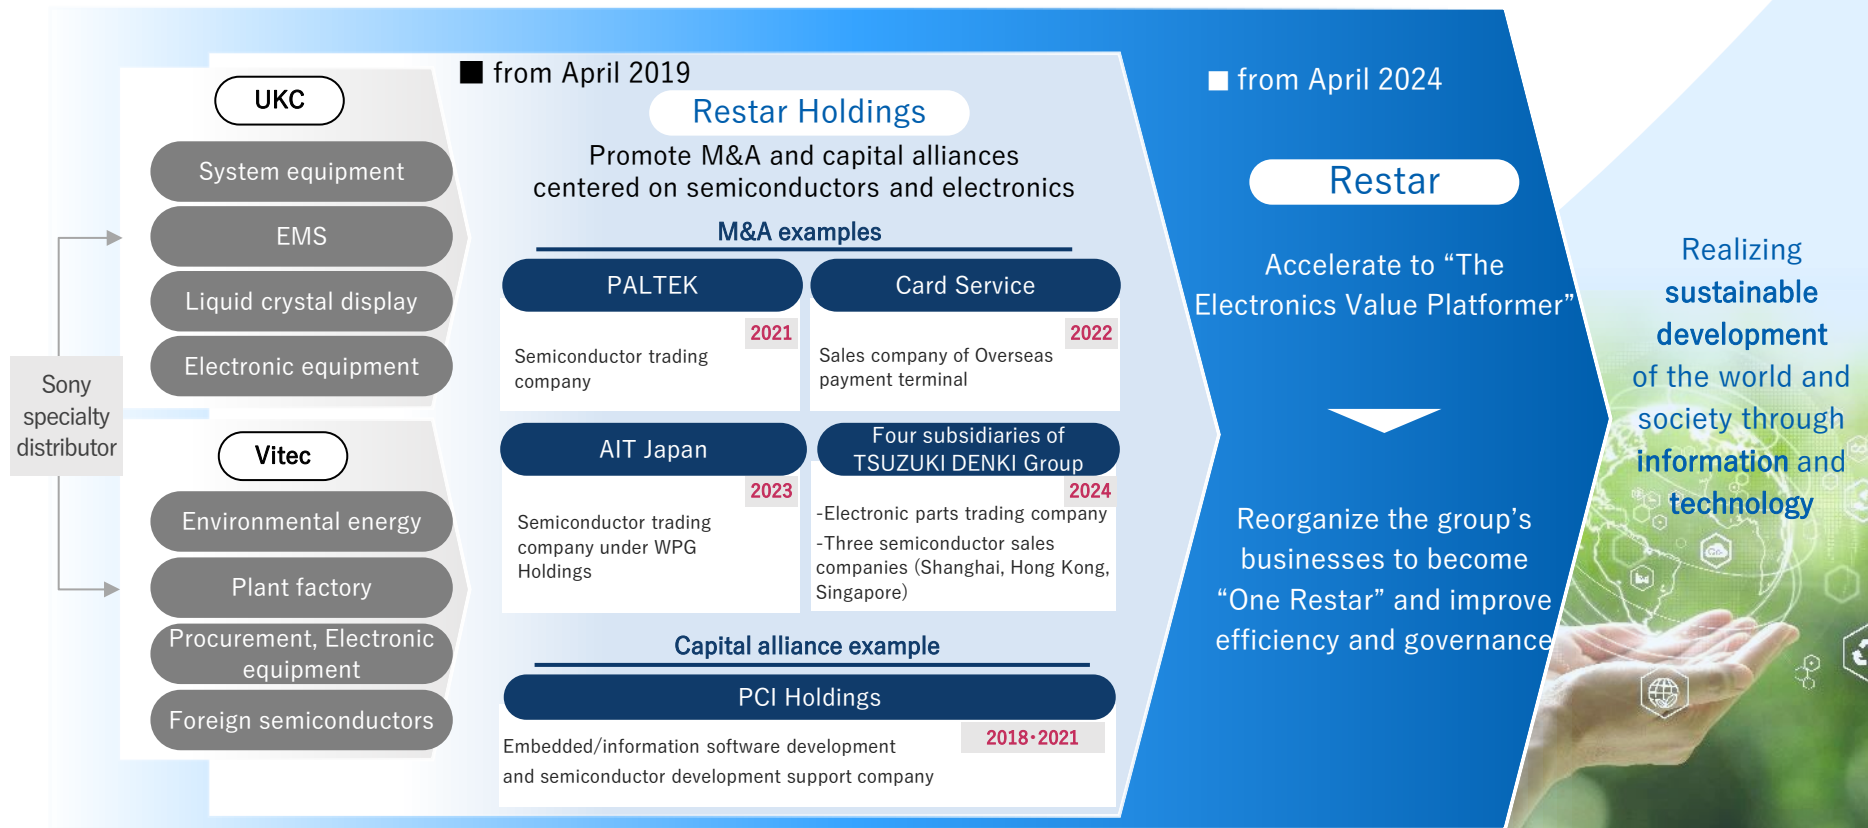 Sony
specialty
distributor
UKC
System equipment
EMS
Liquid crystal display
Electronic equipment
Vitec
Environmental energy
Plant factory
Procurement, Electronic
equipment
Foreign semiconductors
■ from April 2019
Restar Holdings
Promote M&A and capital alliances
centered on semiconductors and electronics
M&A examples
PALTEK
2021
Semiconductor trading
company
Card Service
2022
Sales company of Overseas
payment terminal
AIT Japan
2023
Semiconductor trading
company under WPG
Holdings
Four subsidiaries of
TSUZUKI DENKI Group
2024
-Electronic parts trading company
-Three semiconductor sales
companies (Shanghai, Hong Kong,
Singapore)
Capital alliance example
PCI Holdings
2018・2021
Embedded/information software development
and semiconductor development support company
■ from April 2024
Restar
Accelerate to “The
Electronics Value Platformer”
Reorganize the group’s
businesses to become
“One Restar” and improve
efficiency and governance
Realizing
sustainable
development
of the world and
society through
information and
technology